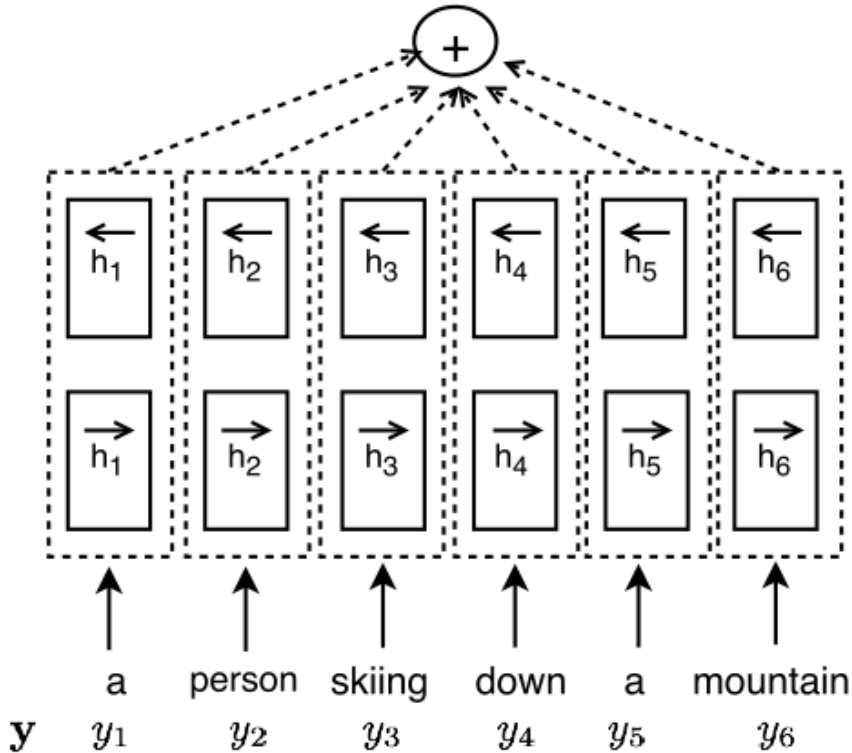 +
←h₁ ←h₂ ←h₃ ←h₄ ←h₅ ←h₆
→h₁ →h₂ →h₃ →h₄ →h₅ →h₆
a person skiing down a mountain
y y₁ y₂ y₃ y₄ y₅ y₆